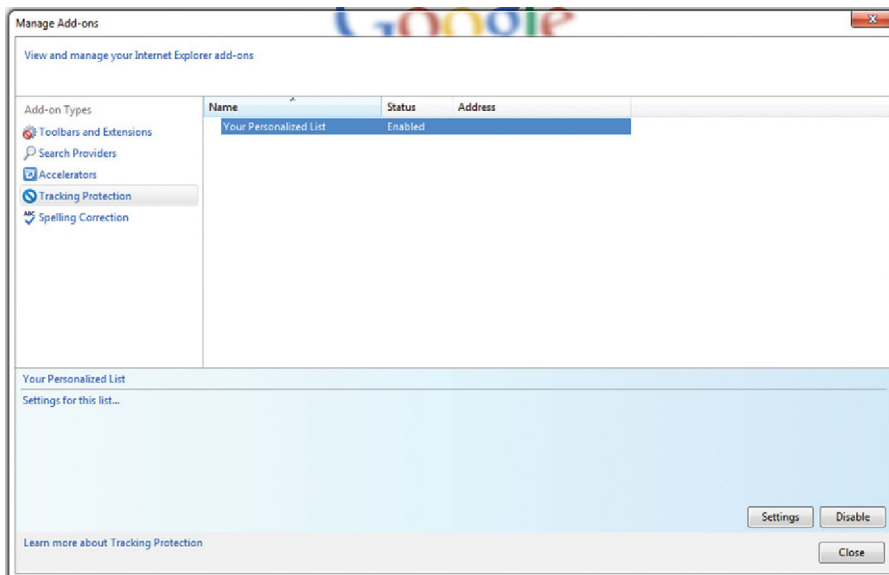 Google
Manage Add-ons
X
View and manage your Internet Explorer add-ons
Add-on Types
Toolbars and Extensions
Search Providers
Accelerators
Tracking Protection
ABC Spelling Correction
Name Status Address
Your Personalized List Enabled
Your Personalized List
Settings for this list...
Settings Disable
Learn more about Tracking Protection
Close